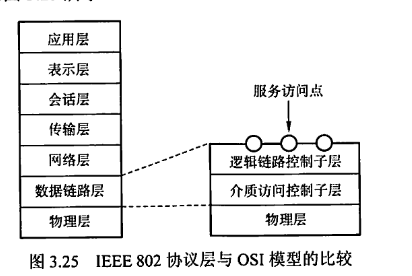 应用层
表示层
会话层
传输层
网络层
数据链路层
物理层
服务访问点
逻辑链路控制子层
介质访问控制子层
物理层
图 3.25 IEEE 802 协议层与 OSI 模型的比较